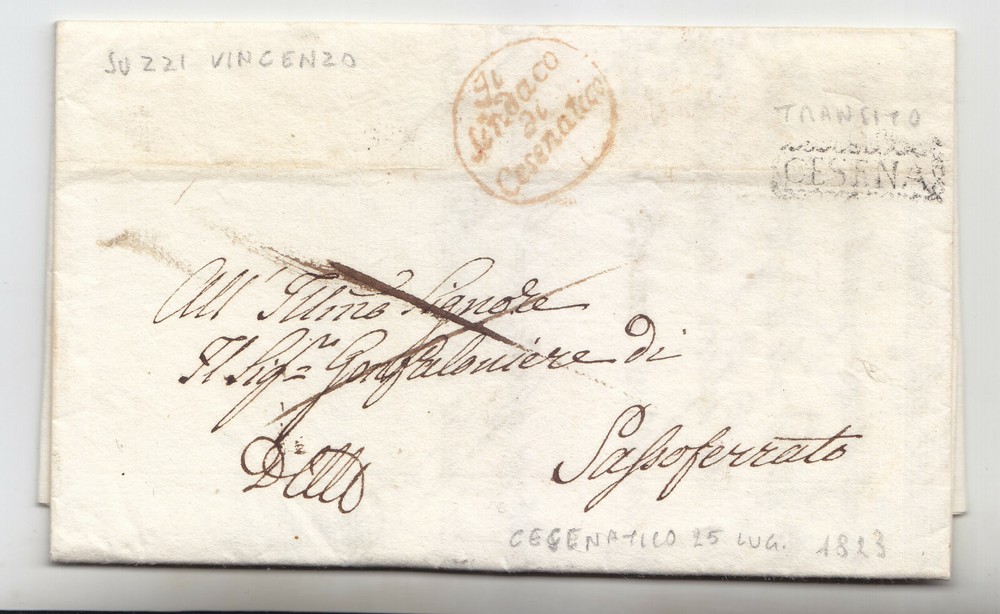 SUZZI VINCENZO
Il
Sindaco
di
Cesenatico
TRANSITO
CESENA
All' Illmo Signore
Il Sigr Gonfaloniere di
Sassoferrato
CESENATICO 25 LUG. 1823